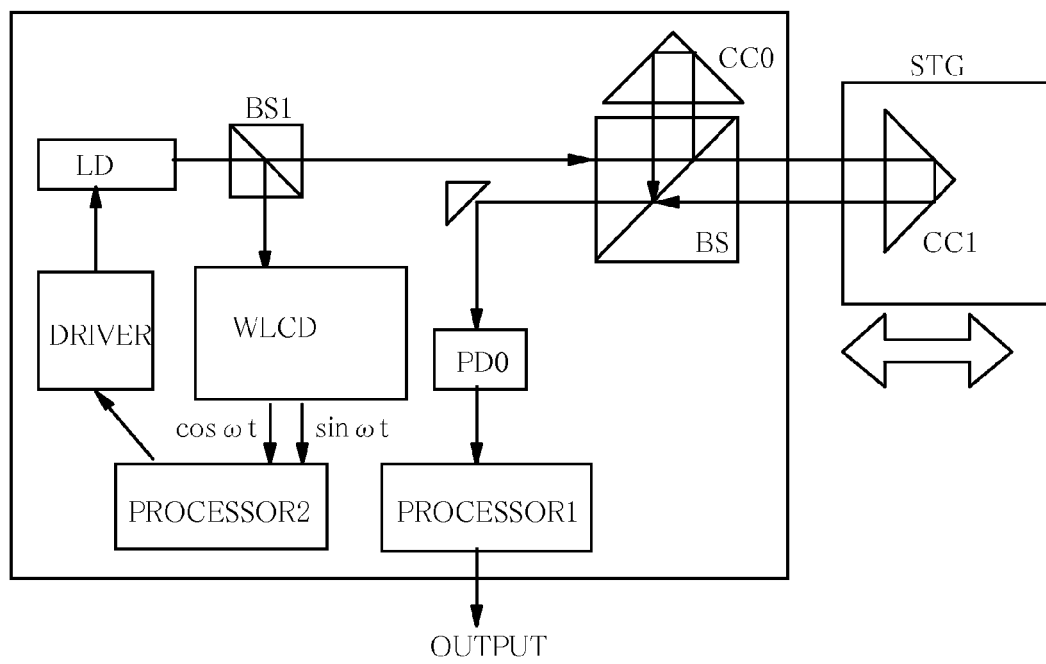 CC0
STG
BS1
LD
BS
CC1
DRIVER
WLCD
PD0
cos ω t
sin ω t
PROCESSOR2
PROCESSOR1
OUTPUT